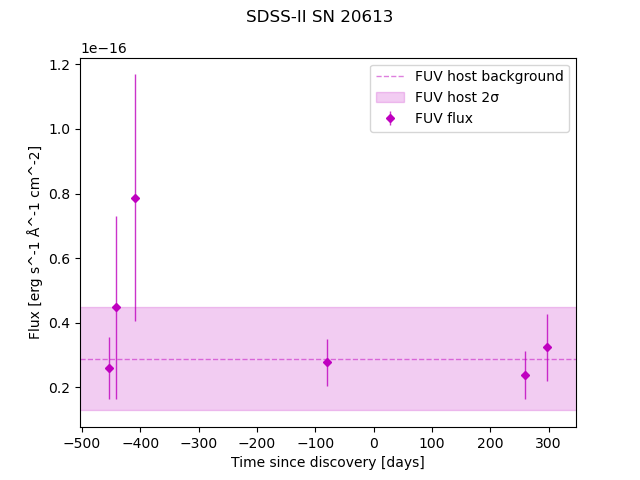 SDSS-II SN 20613
1e−16
FUV host background
FUV host 2σ
FUV flux
1.2
1.0
0.8
0.6
0.4
0.2
Flux [erg s^-1 Å^-1 cm^-2]
−500 −400 −300 −200 −100 0 100 200 300
Time since discovery [days]